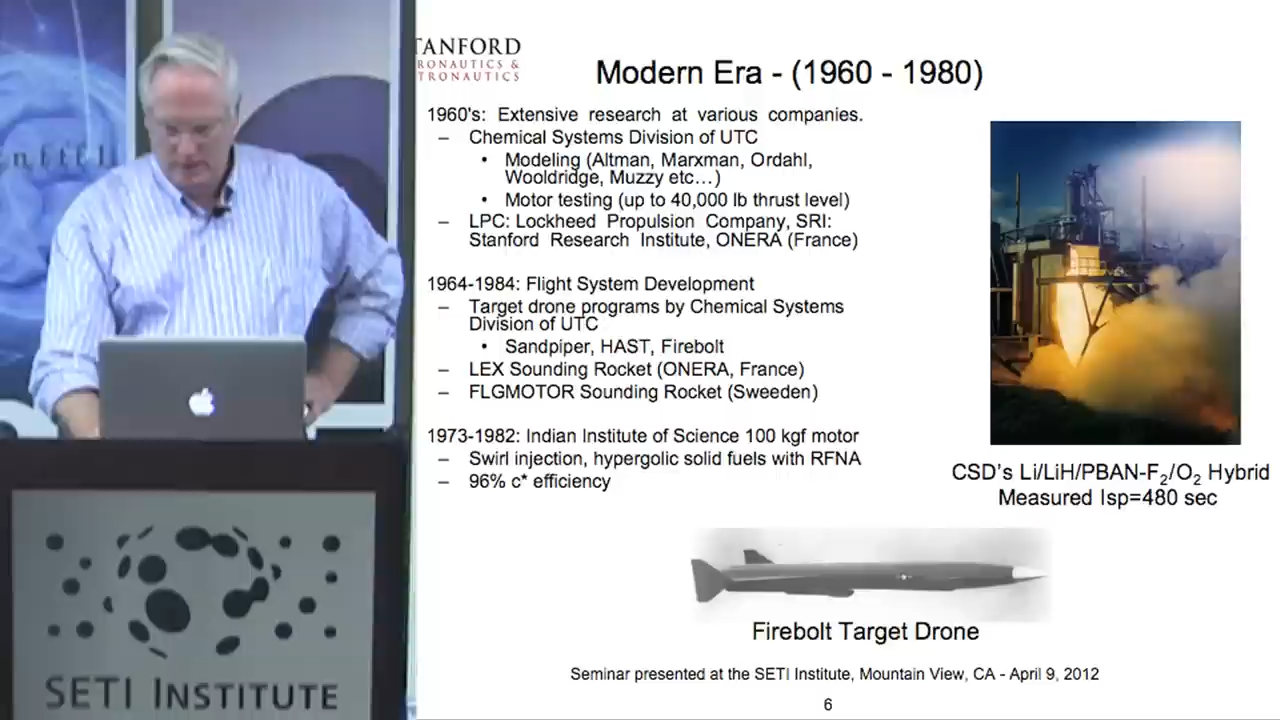 TANFORD
RONAUTICS &
TRONAUTICS
Modern Era - (1960 - 1980)
1960's: Extensive research at various companies.
– Chemical Systems Division of UTC
• Modeling (Altman, Marxman, Ordahl,
Wooldridge, Muzzy etc…)
• Motor testing (up to 40,000 lb thrust level)
– LPC: Lockheed Propulsion Company, SRI:
Stanford Research Institute, ONERA (France)
1964-1984: Flight System Development
– Target drone programs by Chemical Systems
Division of UTC
• Sandpiper, HAST, Firebolt
– LEX Sounding Rocket (ONERA, France)
– FLGMOTOR Sounding Rocket (Sweden)
1973-1982: Indian Institute of Science 100 kgf motor
– Swirl injection, hypergolic solid fuels with RFNA
– 96% c* efficiency
CSD's Li/LiH/PBAN-F₂/O₂ Hybrid
Measured Isp=480 sec
Firebolt Target Drone
Seminar presented at the SETI Institute, Mountain View, CA - April 9, 2012
6
SETI INSTITUTE